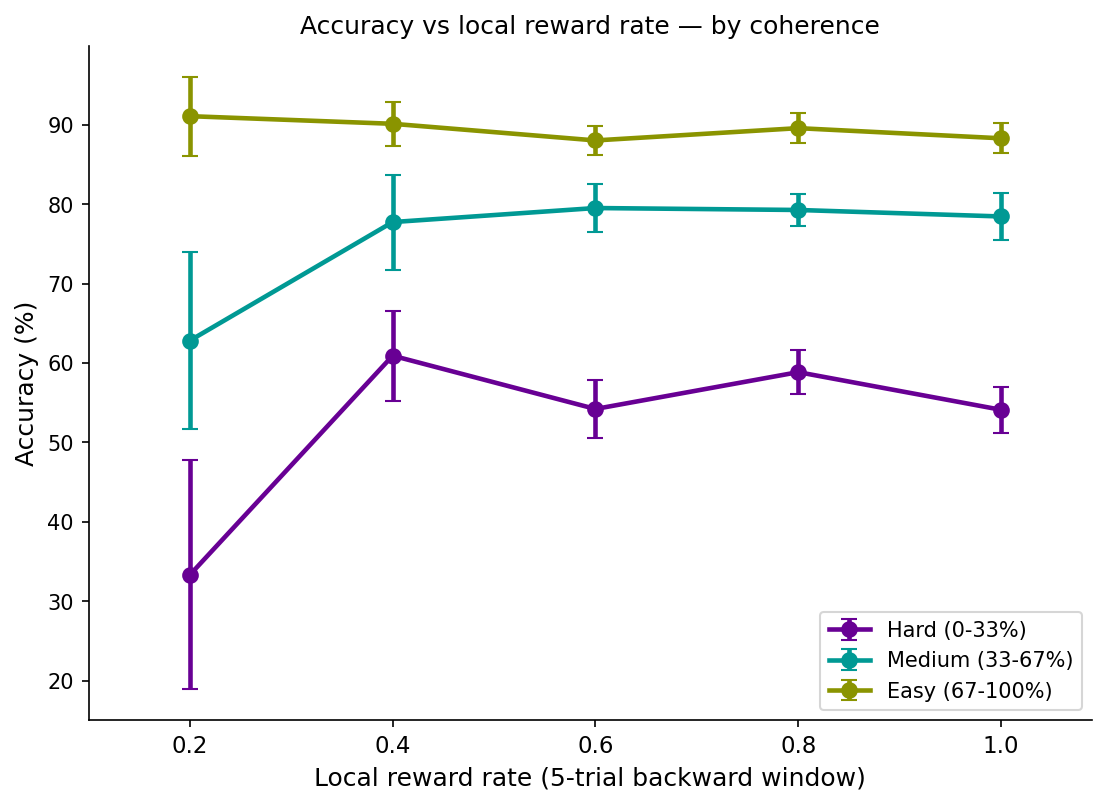 Accuracy vs local reward rate — by coherence
Accuracy (%)
90
80
70
60
50
40
30
20
0.2 0.4 0.6 0.8 1.0
Local reward rate (5-trial backward window)
Hard (0-33%)
Medium (33-67%)
Easy (67-100%)